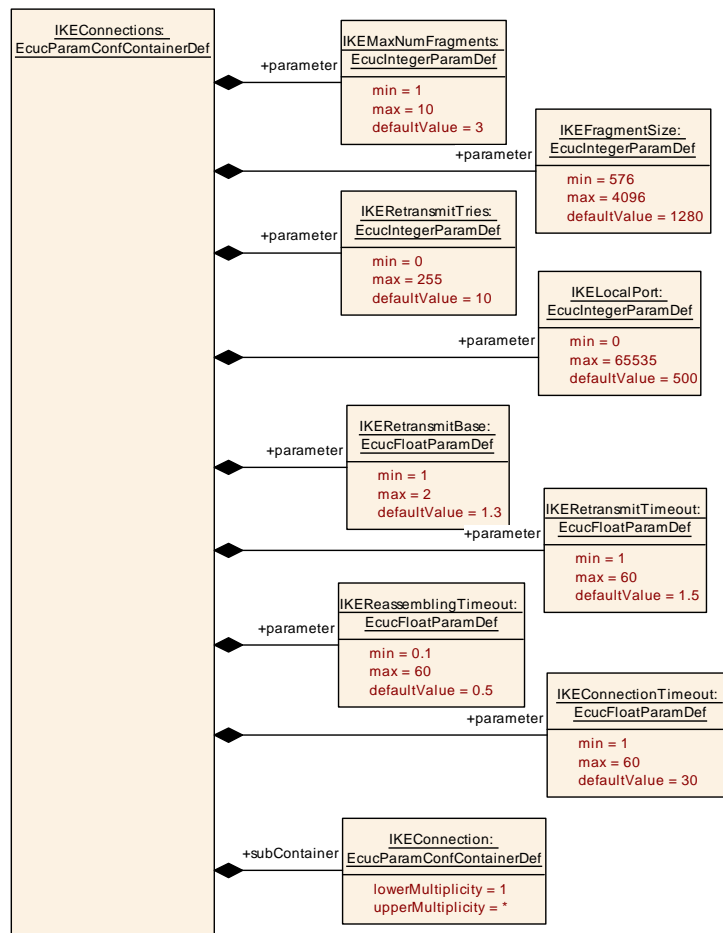 IKEConnections:
EcucParamConfContainerDef
IKEMaxNumFragments:
EcucIntegerParamDef
+parameter
min = 1
max = 10
defaultValue = 3
IKEFragmentSize:
EcucIntegerParamDef
+parameter
min = 576
max = 4096
defaultValue = 1280
IKERetransmitTries:
EcucIntegerParamDef
+parameter
min = 0
max = 255
defaultValue = 10
IKELocalPort:
EcucIntegerParamDef
+parameter
min = 0
max = 65535
defaultValue = 500
IKERetransmitBase:
EcucFloatParamDef
+parameter
min = 1
max = 2
defaultValue = 1.3
IKERetransmitTimeout:
EcucFloatParamDef
+parameter
min = 1
max = 60
defaultValue = 1.5
IKEReassemblingTimeout:
EcucFloatParamDef
+parameter
min = 0.1
max = 60
defaultValue = 0.5
IKEConnectionTimeout:
EcucFloatParamDef
+parameter
min = 1
max = 60
defaultValue = 30
IKEConnection:
EcucParamConfContainerDef
+subContainer
lowerMultiplicity = 1
upperMultiplicity = *